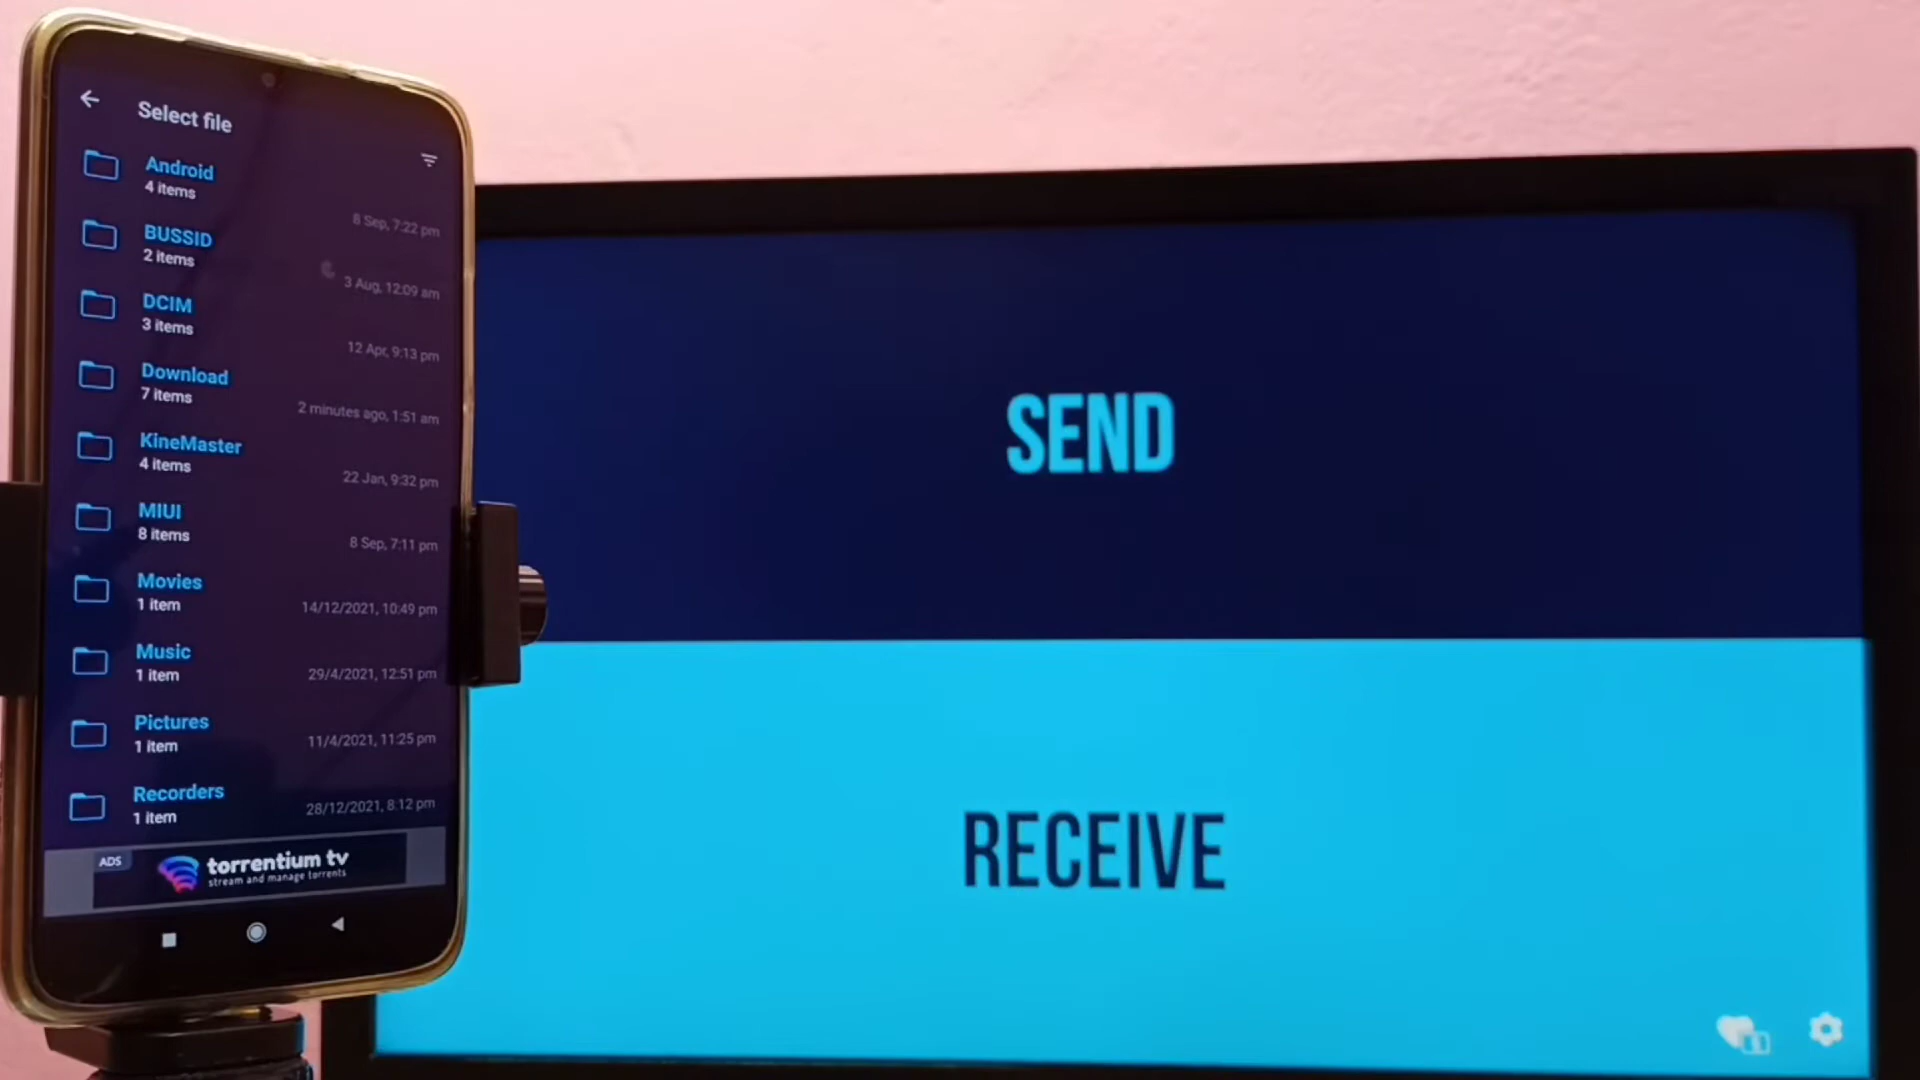 Select file
Android
4 items
8 Sep, 7:22 pm
BUSSID
2 items
3 Aug, 12:09 am
DCIM
3 items
12 Apr, 9:13 pm
Download
7 items
2 minutes ago, 1:51 am
KineMaster
4 items
22 Jan, 9:32 pm
MIUI
8 items
8 Sep, 7:11 pm
Movies
1 item
14/12/2021, 10:49 pm
Music
1 item
29/4/2021, 12:51 pm
Pictures
1 item
11/4/2021, 11:25 pm
Recorders
1 item
28/12/2021, 8:12 pm
ADS
torrentium tv
stream and manage torrents
SEND
RECEIVE